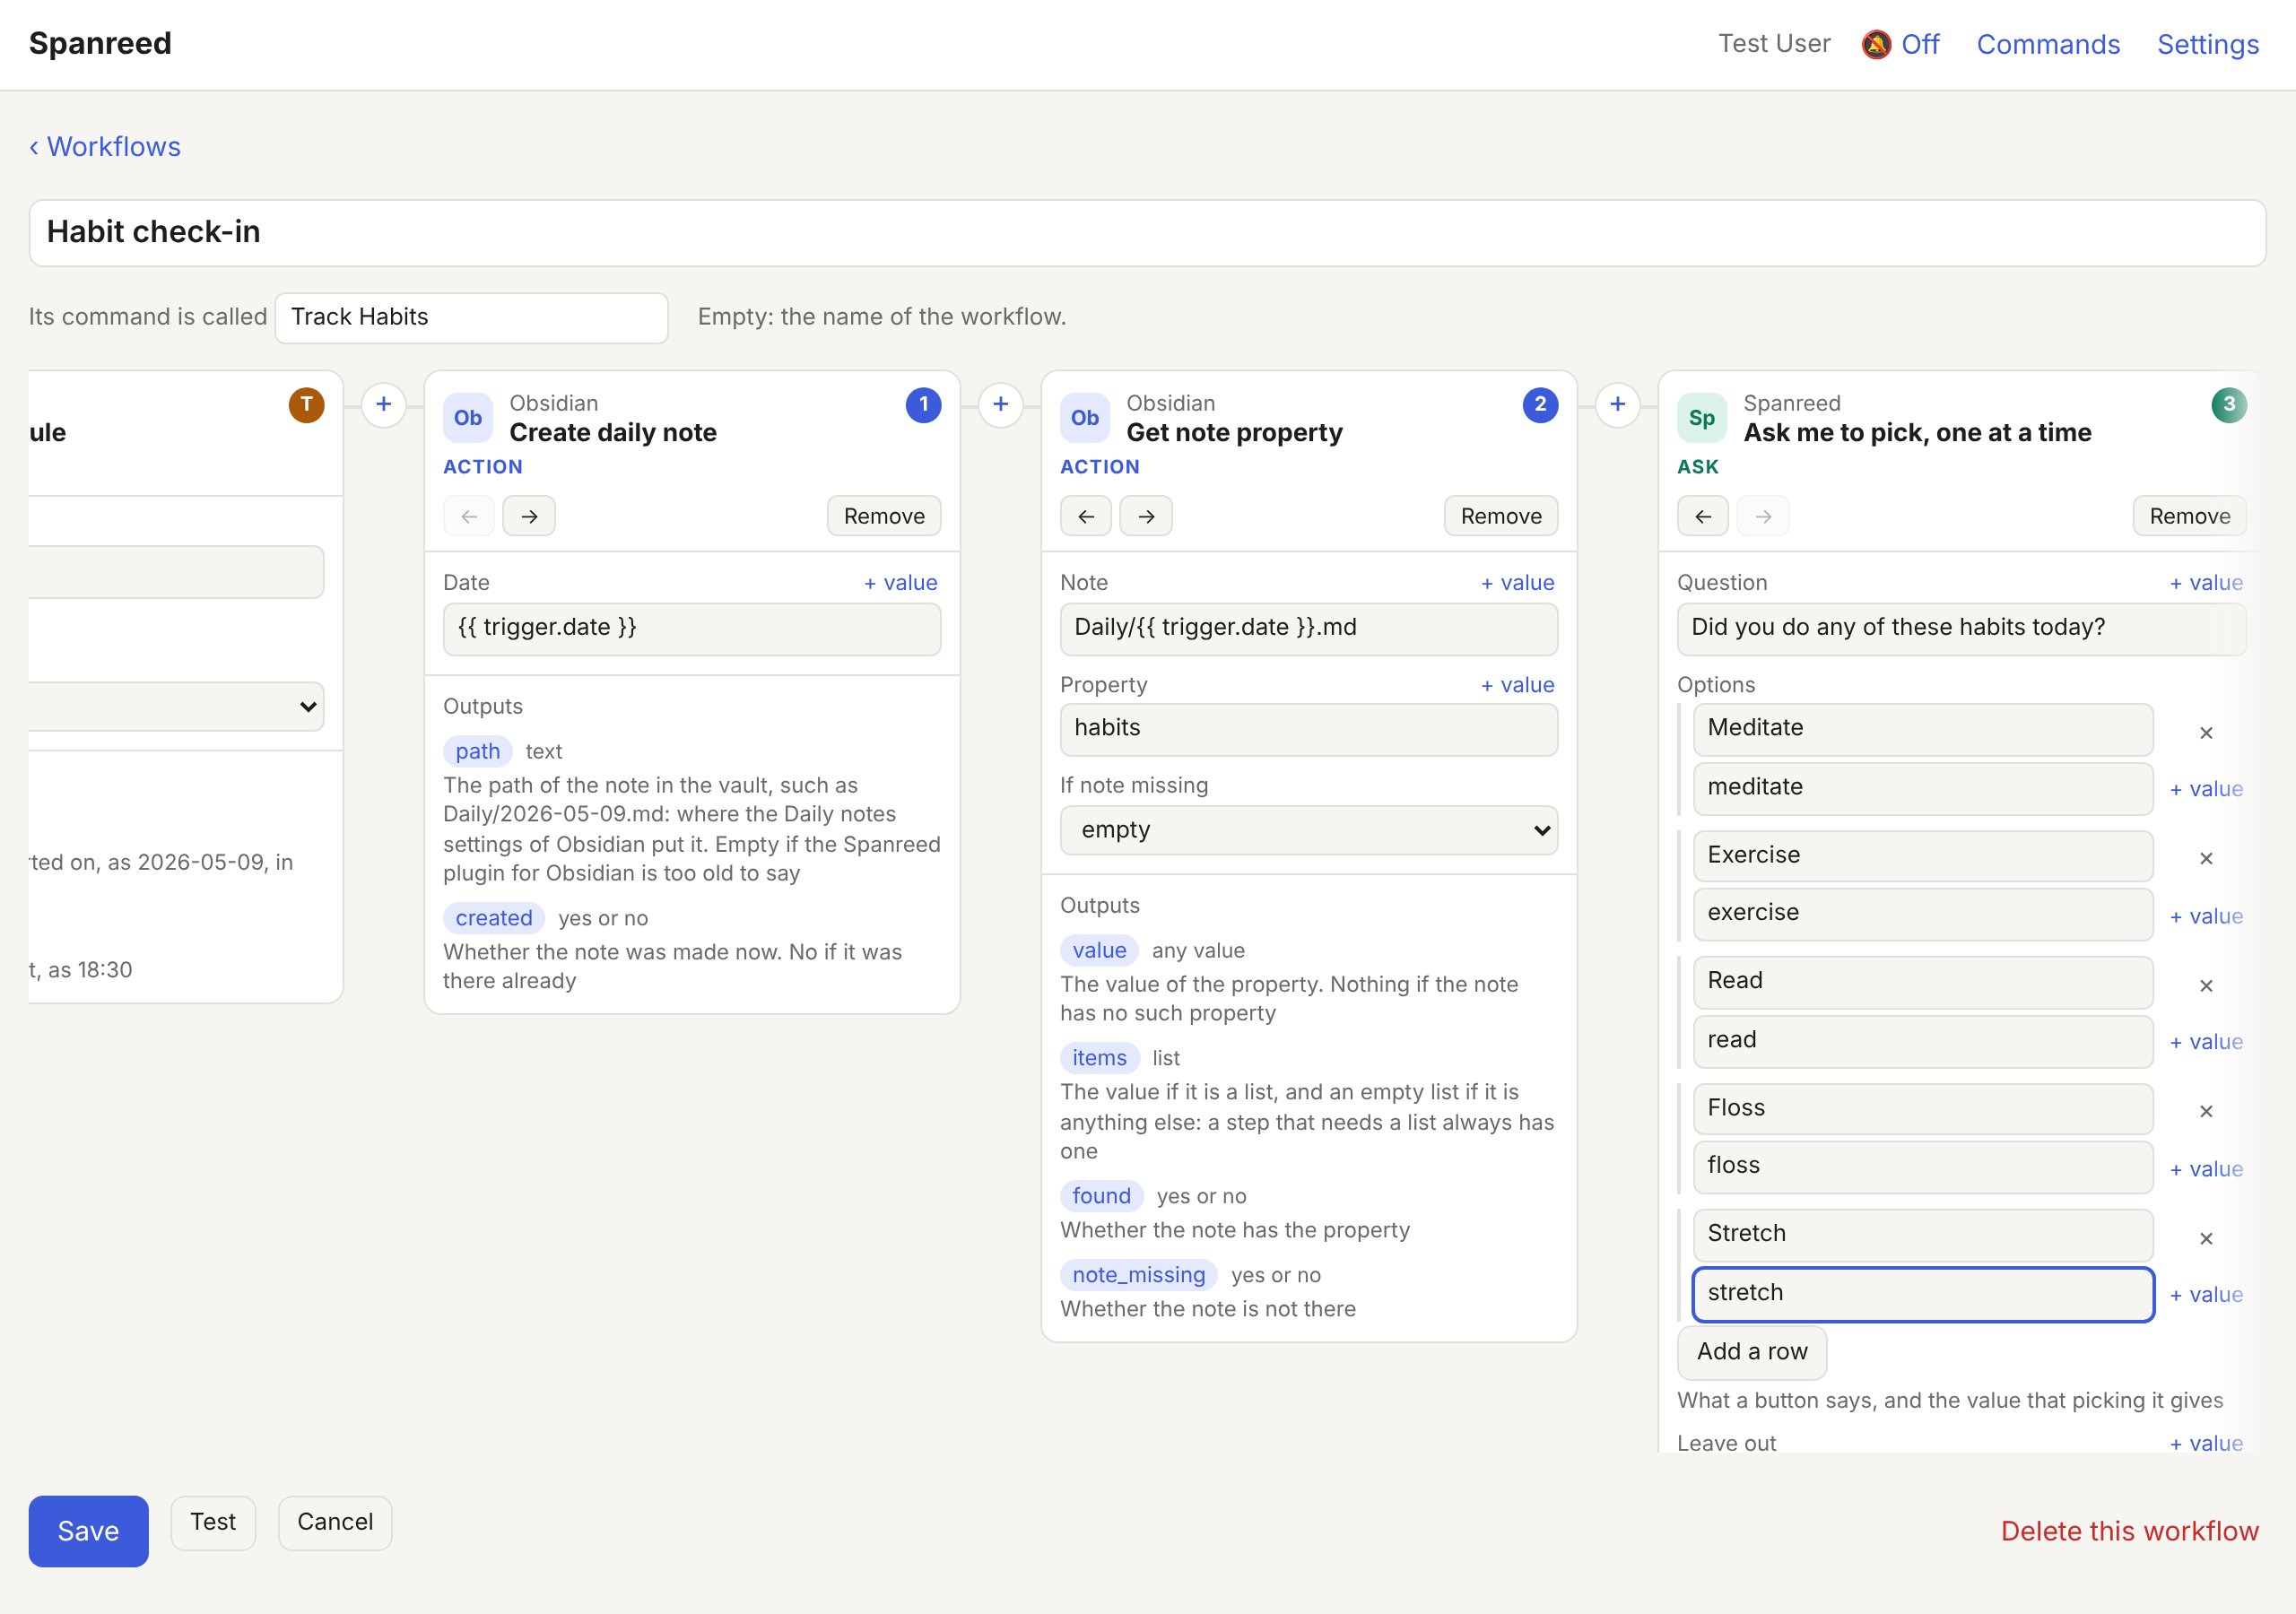 Spanreed
Test User
Off
Commands
Settings
‹ Workflows
Habit check-in
Its command is called
Track Habits
Empty: the name of the workflow.
ule
T
rted on, as 2026-05-09, in
t, as 18:30
+
Ob
Obsidian
Create daily note
1
ACTION
← →
Remove
Date
+ value
{{ trigger.date }}
Outputs
path text
The path of the note in the vault, such as
Daily/2026-05-09.md: where the Daily notes
settings of Obsidian put it. Empty if the Spanreed
plugin for Obsidian is too old to say
created yes or no
Whether the note was made now. No if it was
there already
+
Ob
Obsidian
Get note property
2
ACTION
← →
Remove
Note
+ value
Daily/{{ trigger.date }}.md
Property
+ value
habits
If note missing
empty
Outputs
value any value
The value of the property. Nothing if the note
has no such property
items list
The value if it is a list, and an empty list if it is
anything else: a step that needs a list always has
one
found yes or no
Whether the note has the property
note_missing yes or no
Whether the note is not there
+
Sp
Spanreed
Ask me to pick, one at a time
3
ASK
← →
Remove
Question
+ value
Did you do any of these habits today?
Options
Meditate
×
meditate
+ value
Exercise
×
exercise
+ value
Read
×
read
+ value
Floss
×
floss
+ value
Stretch
×
stretch
+ value
Add a row
What a button says, and the value that picking it gives
Leave out
+ value
Save
Test
Cancel
Delete this workflow